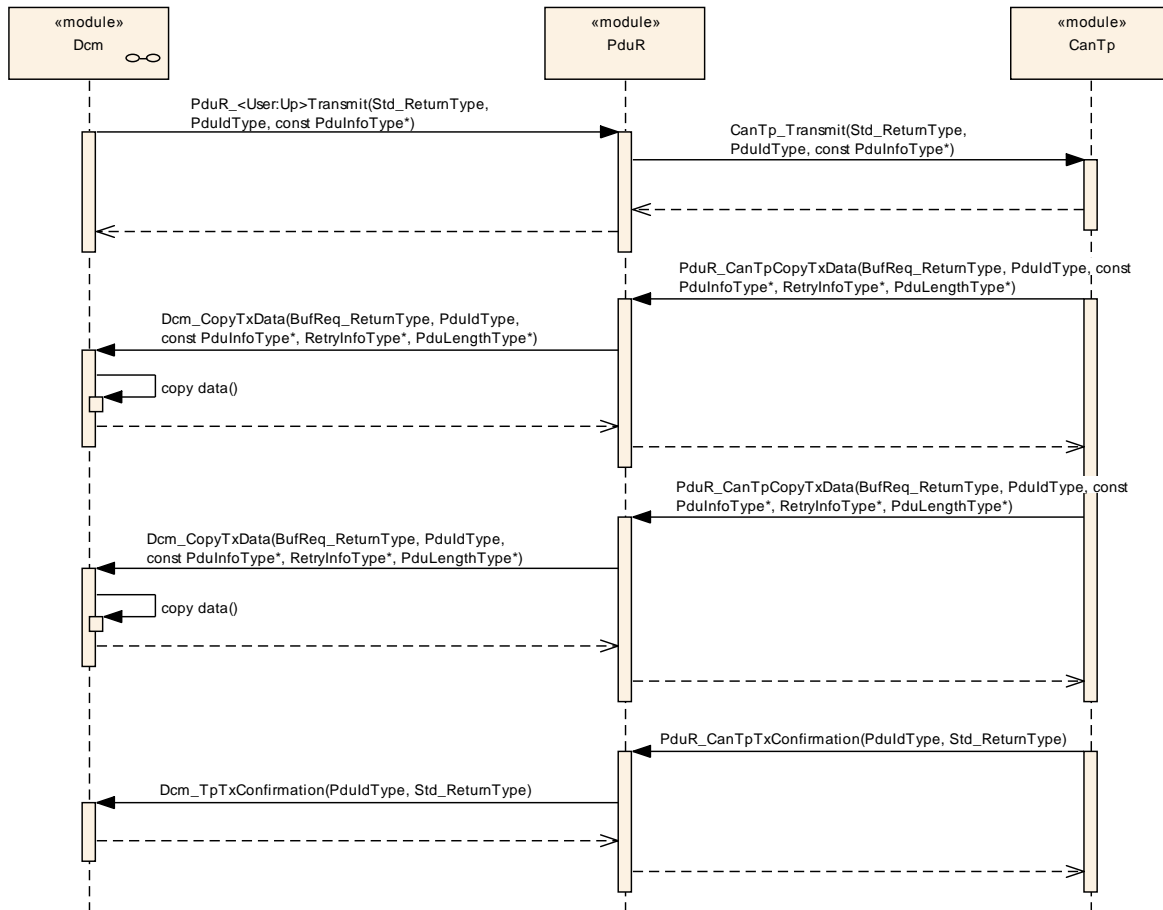 «module»
Dcm
«module»
PduR
«module»
CanTp
PduR_<User:Up>Transmit(Std_ReturnType,
PduIdType, const PduInfoType*)
CanTp_Transmit(Std_ReturnType,
PduIdType, const PduInfoType*)
PduR_CanTpCopyTxData(BufReq_ReturnType, PduIdType, const
PduInfoType*, RetryInfoType*, PduLengthType*)
Dcm_CopyTxData(BufReq_ReturnType, PduIdType,
const PduInfoType*, RetryInfoType*, PduLengthType*)
copy data()
PduR_CanTpCopyTxData(BufReq_ReturnType, PduIdType, const
PduInfoType*, RetryInfoType*, PduLengthType*)
Dcm_CopyTxData(BufReq_ReturnType, PduIdType,
const PduInfoType*, RetryInfoType*, PduLengthType*)
copy data()
PduR_CanTpTxConfirmation(PduIdType, Std_ReturnType)
Dcm_TpTxConfirmation(PduIdType, Std_ReturnType)